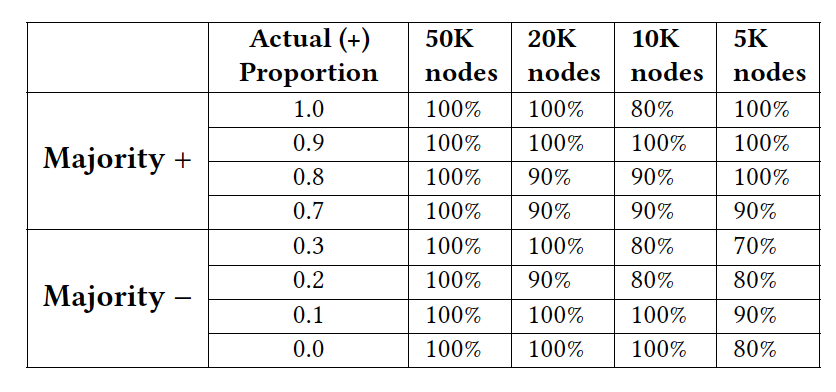 Actual (+) 50K 20K 10K 5K
Proportion nodes nodes nodes nodes
Majority +
1.0 100% 100% 80% 100%
0.9 100% 100% 100% 100%
0.8 100% 90% 90% 100%
0.7 100% 90% 90% 90%
Majority −
0.3 100% 100% 80% 70%
0.2 100% 90% 80% 80%
0.1 100% 100% 100% 90%
0.0 100% 100% 100% 80%